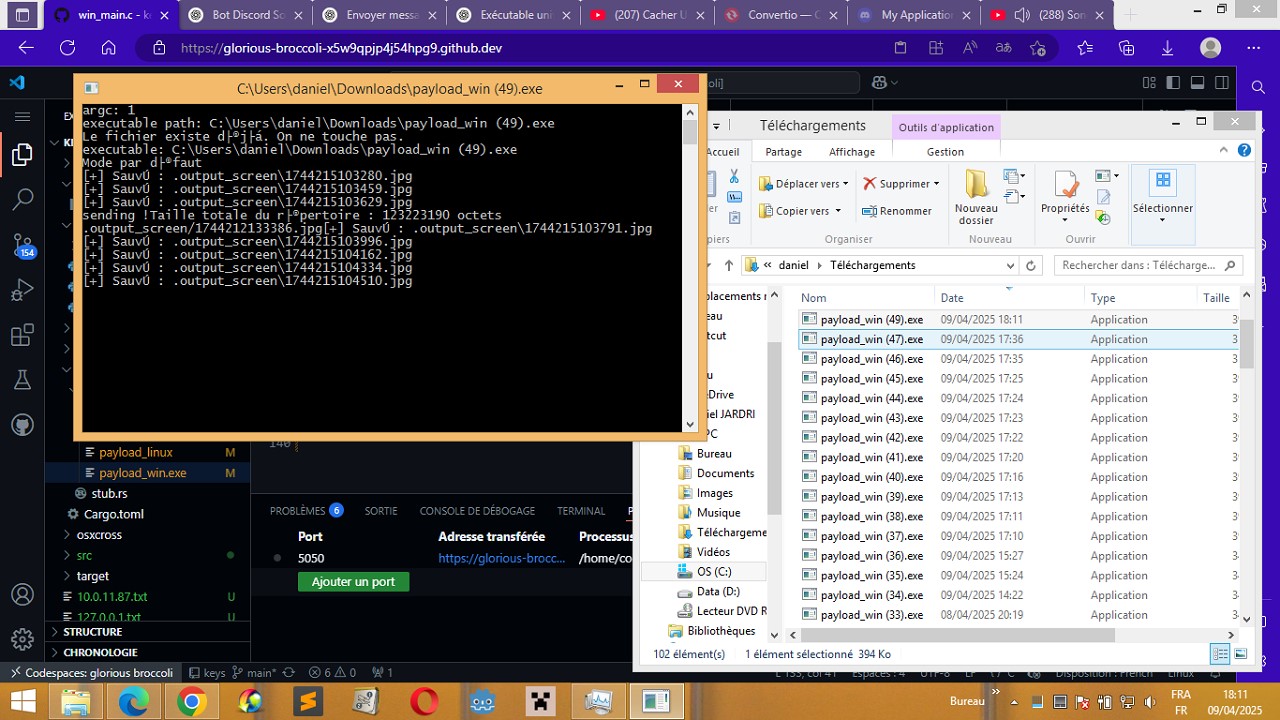 win_main.c - ke
Bot Discord So
Envoyer messa
Exécutable uni
(207) Cacher U
Convertio — C
My Application
(288) Son
https://glorious-broccoli-x5w9qpjp4j54hpg9.github.dev
C:\Users\daniel\Downloads\payload_win (49).exe
argc: 1
executable path: C:\Users\daniel\Downloads\payload_win (49).exe
Le fichier existe d├®j├á. On ne touche pas.
executable: C:\Users\daniel\Downloads\payload_win (49).exe
Mode par d├®faut
[+] SauvÚ : .output_screen\1744215103280.jpg
[+] SauvÚ : .output_screen\1744215103459.jpg
[+] SauvÚ : .output_screen\1744215103629.jpg
sending !Taille totale du r├®pertoire : 123223190 octets
.output_screen/1744212133386.jpg[+] SauvÚ : .output_screen\1744215103791.jpg
[+] SauvÚ : .output_screen\1744215103996.jpg
[+] SauvÚ : .output_screen\1744215104162.jpg
[+] SauvÚ : .output_screen\1744215104334.jpg
[+] SauvÚ : .output_screen\1744215104510.jpg
154
payload_linux M
payload_win.exe M
stub.rs
Cargo.toml
osxcross
src
target
10.0.11.87.txt U
127.0.0.1.txt U
STRUCTURE
CHRONOLOGIE
140
PROBLÈMES 6 SORTIE CONSOLE DE DÉBOGAGE TERMINAL
Port Adresse transférée Processus
5050 https://glorious-brocc... /home/co
Ajouter un port
Téléchargements
Outils d'application
Accueil Partage Affichage Gestion
Déplacer vers
Copier vers
Supprimer
Renommer
Nouveau
dossier
Propriétés
Sélectionner
Organiser
Nouveau
Ouvrir
daniel
Téléchargements
Rechercher dans : Télécharge...
Nom Date Type Taille
payload_win (49).exe 09/04/2025 18:11 Application
payload_win (47).exe 09/04/2025 17:36 Application
payload_win (46).exe 09/04/2025 17:35 Application
payload_win (45).exe 09/04/2025 17:25 Application
payload_win (44).exe 09/04/2025 17:24 Application
payload_win (43).exe 09/04/2025 17:23 Application
payload_win (42).exe 09/04/2025 17:22 Application
payload_win (41).exe 09/04/2025 17:20 Application
payload_win (40).exe 09/04/2025 17:16 Application
payload_win (39).exe 09/04/2025 17:13 Application
payload_win (38).exe 09/04/2025 17:11 Application
payload_win (37).exe 09/04/2025 17:10 Application
payload_win (36).exe 09/04/2025 15:27 Application
payload_win (35).exe 09/04/2025 15:24 Application
payload_win (34).exe 09/04/2025 14:22 Application
payload_win (33).exe 08/04/2025 20:19 Application
Bureau
Documents
Images
Musique
Téléchargeme
Vidéos
OS (C:)
Data (D:)
Lecteur DVD R
Bibliothèques
102 élément(s) 1 élément sélectionné 394 Ko
Codespaces: glorious broccoli
keys
main*
6
0
1
Bureau
FRA
FR
18:11
09/04/2025